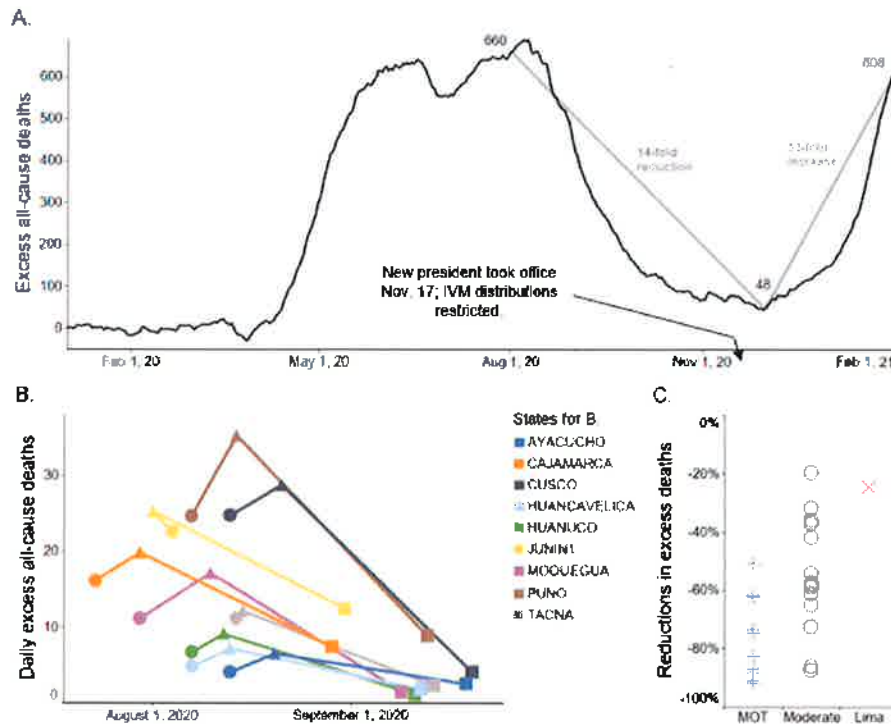 A.
Excess all-cause deaths
600
500
400
300
200
100
0
660
608
14-fold
reduction
48
New president took office
Nov. 17; IVM distributions
restricted
Feb 1, 20
May 1, 20
Aug 1, 20
Nov 1, 20
Feb 1, 21
B.
Daily excess all-cause deaths
30
20
10
0
August 1, 2020
September 1, 2020
States for B.
AYACUCHO
CAJAMARCA
CUSCO
HUANCAVELICA
HUANUCO
JUNIN1
MOQUEGUA
PUNO
TACNA
C.
Reductions in excess deaths
0%
-20%
-40%
-60%
-80%
-100%
MOT
Moderate
Lima